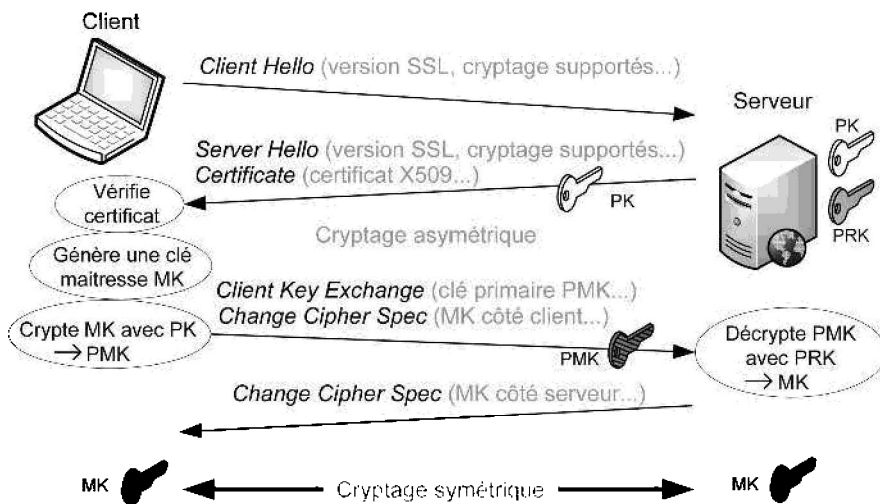 Client
Client Hello (version SSL, cryptage supportés...)
Serveur
PK
Server Hello (version SSL, cryptage supportés...)
Certificate (certificat X509...)
PK
PRK
Vérifie
certificat
Cryptage asymétrique
Génère une clé
maitresse MK
Client Key Exchange (clé primaire PMK...)
Change Cipher Spec (MK côté client...)
Crypte MK avec PK
→ PMK
PMK
Décrypte PMK
avec PRK
→ MK
Change Cipher Spec (MK côté serveur...)
MK
Cryptage symétrique
MK